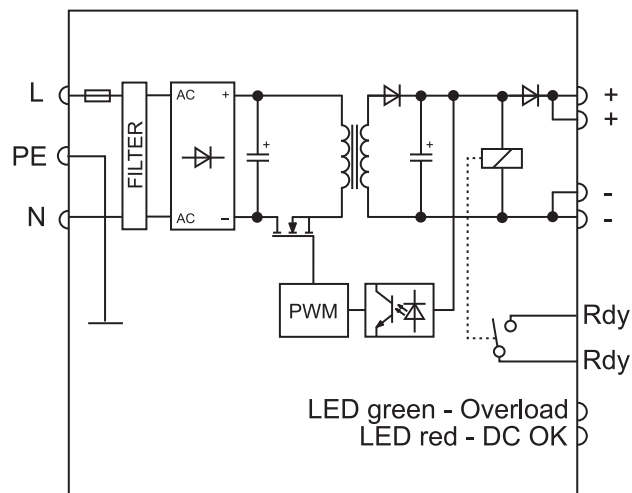 L
PE
N
FILTER
AC +
AC -
+
+
+
+
-
-
PWM
Rdy
Rdy
LED green - Overload
LED red - DC OK